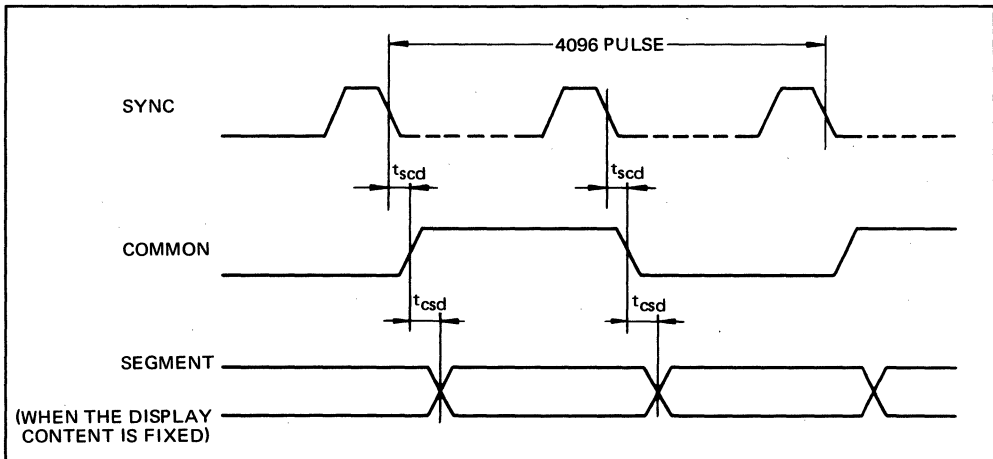 4096 PULSE
SYNC
tscd
tscd
COMMON
tcsd
tcsd
SEGMENT
(WHEN THE DISPLAY
CONTENT IS FIXED)